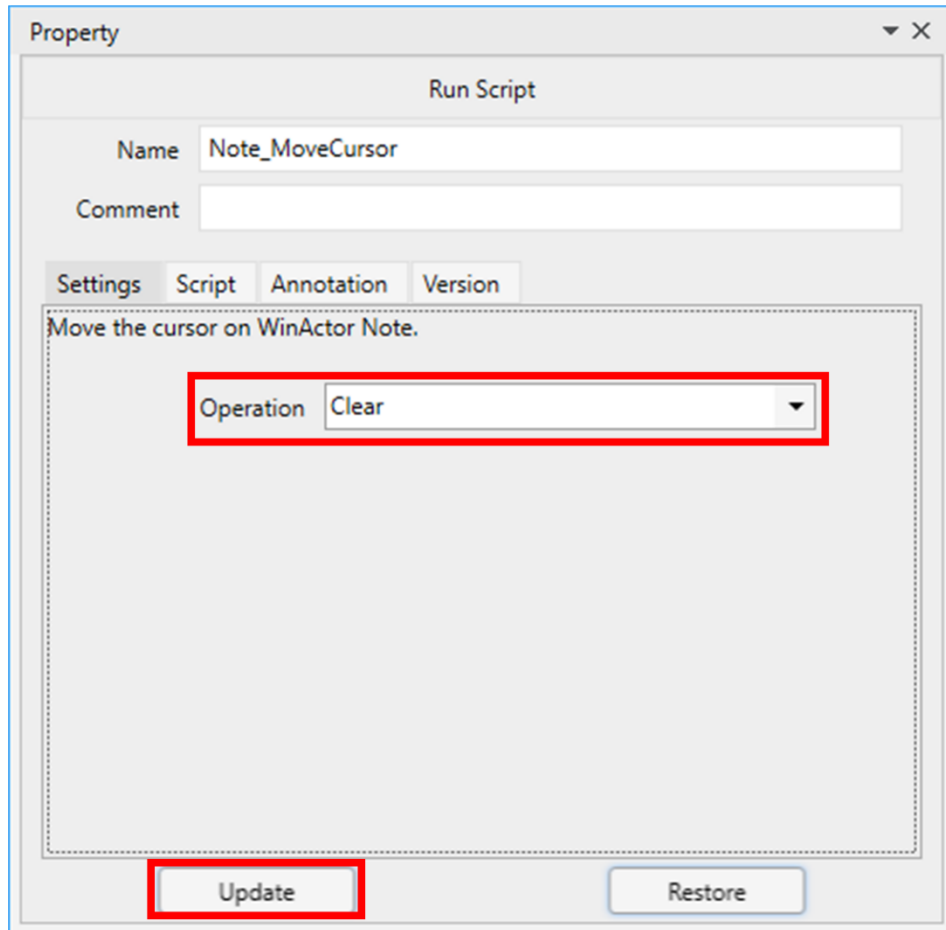 Property
Run Script
Name Note_MoveCursor
Comment
Settings Script Annotation Version
Move the cursor on WinActor Note.
Operation Clear
Update Restore